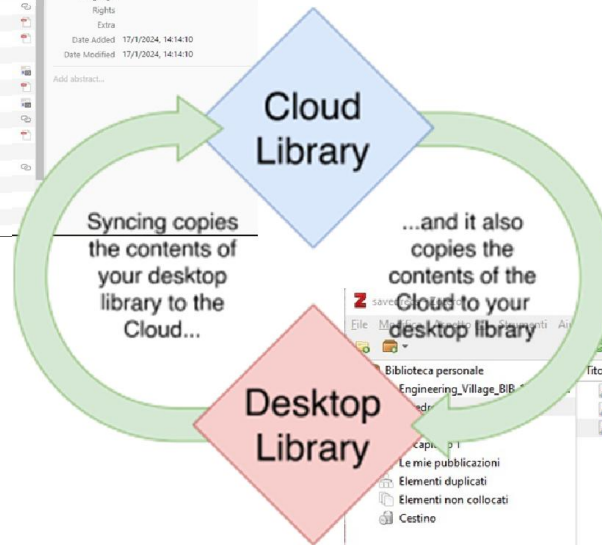 Rights
Extra
Date Added 17/1/2024, 14:14:10
Date Modified 17/1/2024, 14:14:10
Add abstract...
Cloud
Library
Syncing copies
the contents of
your desktop
library to the
Cloud...
...and it also
copies the
contents of the
Cloud to your
desktop library
File
Biblioteca personale
Engineering_Village_BIB
Desktop
Library
Le mie pubblicazioni
Elementi duplicati
Elementi non collocati
Cestino